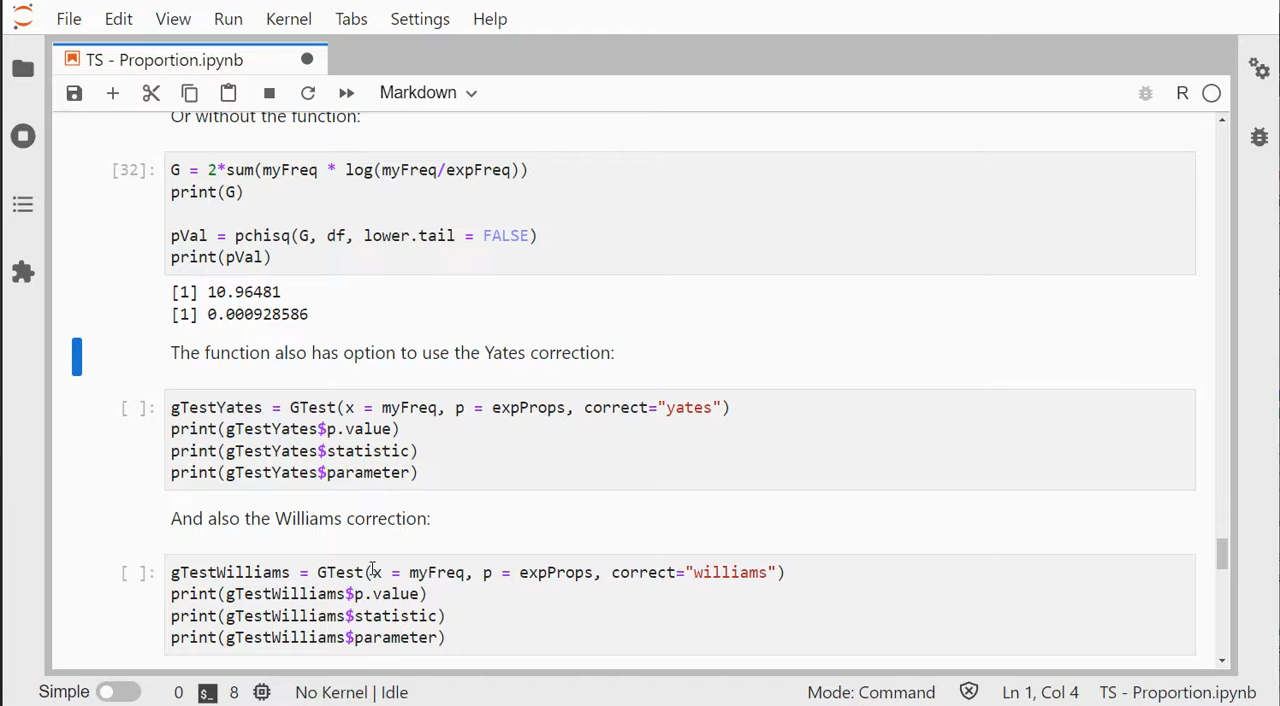 File Edit View Run Kernel Tabs Settings Help
TS - Proportion.ipynb
Markdown
R
Or without the function:
[32]:
G = 2*sum(myFreq * log(myFreq/expFreq))
print(G)
pVal = pchisq(G, df, lower.tail = FALSE)
print(pVal)
[1] 10.96481
[1] 0.000928586
The function also has option to use the Yates correction:
[ ]:
gTestYates = GTest(x = myFreq, p = expProps, correct="yates")
print(gTestYates$p.value)
print(gTestYates$statistic)
print(gTestYates$parameter)
And also the Williams correction:
[ ]:
gTestWilliams = GTest(x = myFreq, p = expProps, correct="williams")
print(gTestWilliams$p.value)
print(gTestWilliams$statistic)
print(gTestWilliams$parameter)
Simple 0 $_ 8 No Kernel | Idle Mode: Command Ln 1, Col 4 TS - Proportion.ipynb